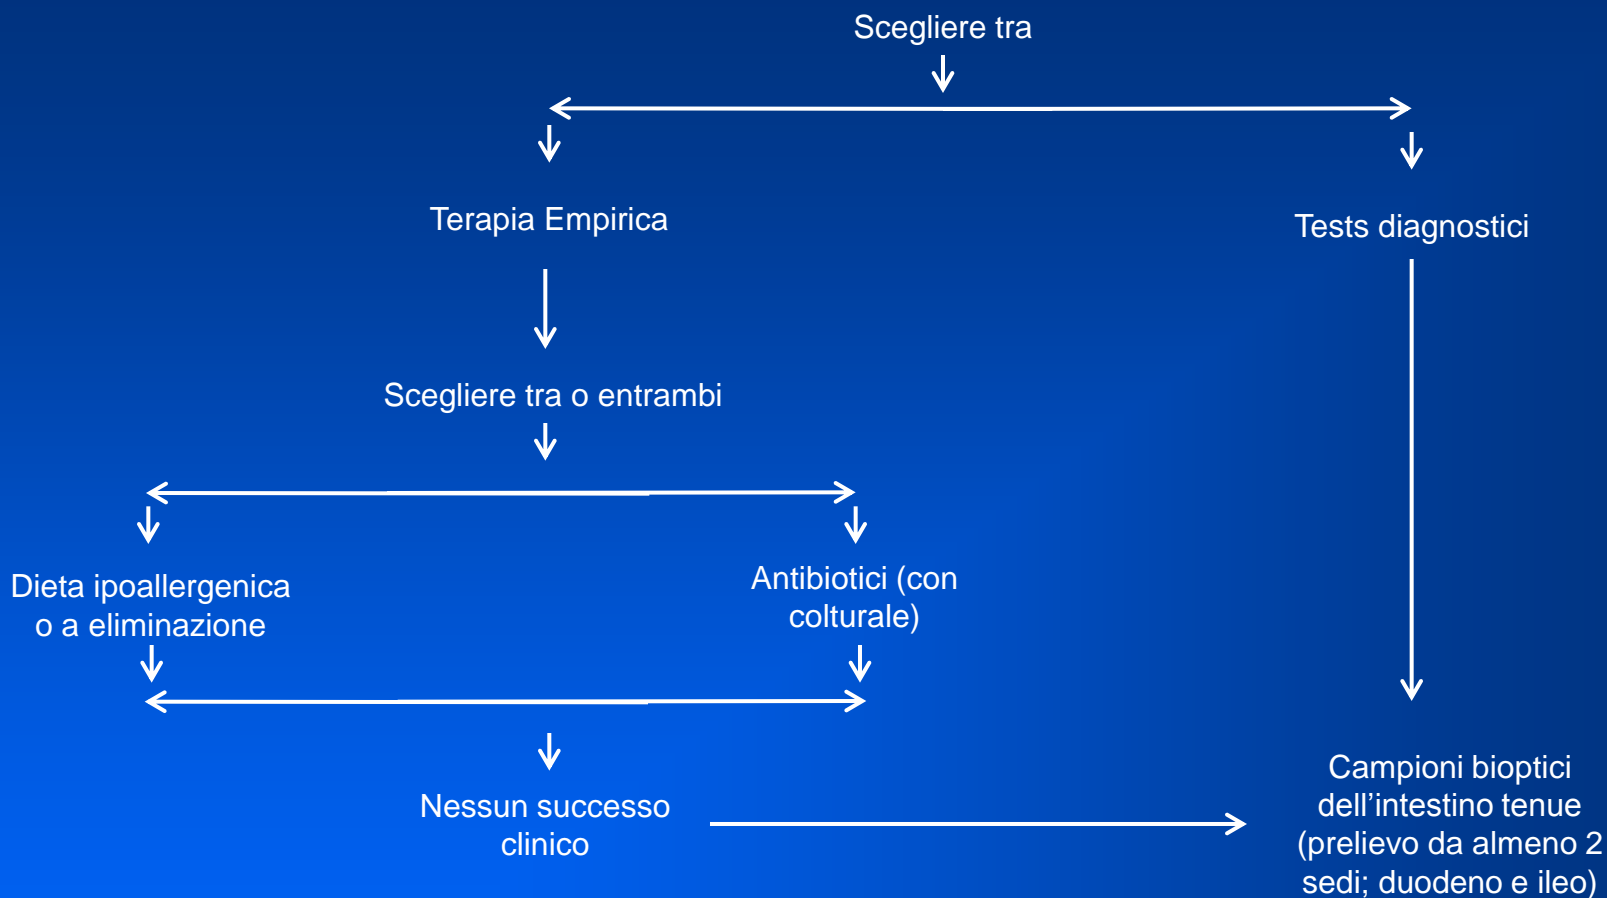 Scegliere tra
Terapia Empirica
Tests diagnostici
Scegliere tra o entrambi
Dieta ipoallergenica
o a eliminazione
Antibiotici (con
colturale)
Nessun successo
clinico
Campioni bioptici
dell'intestino tenue
(prelievo da almeno 2
sedi; duodeno e ileo)